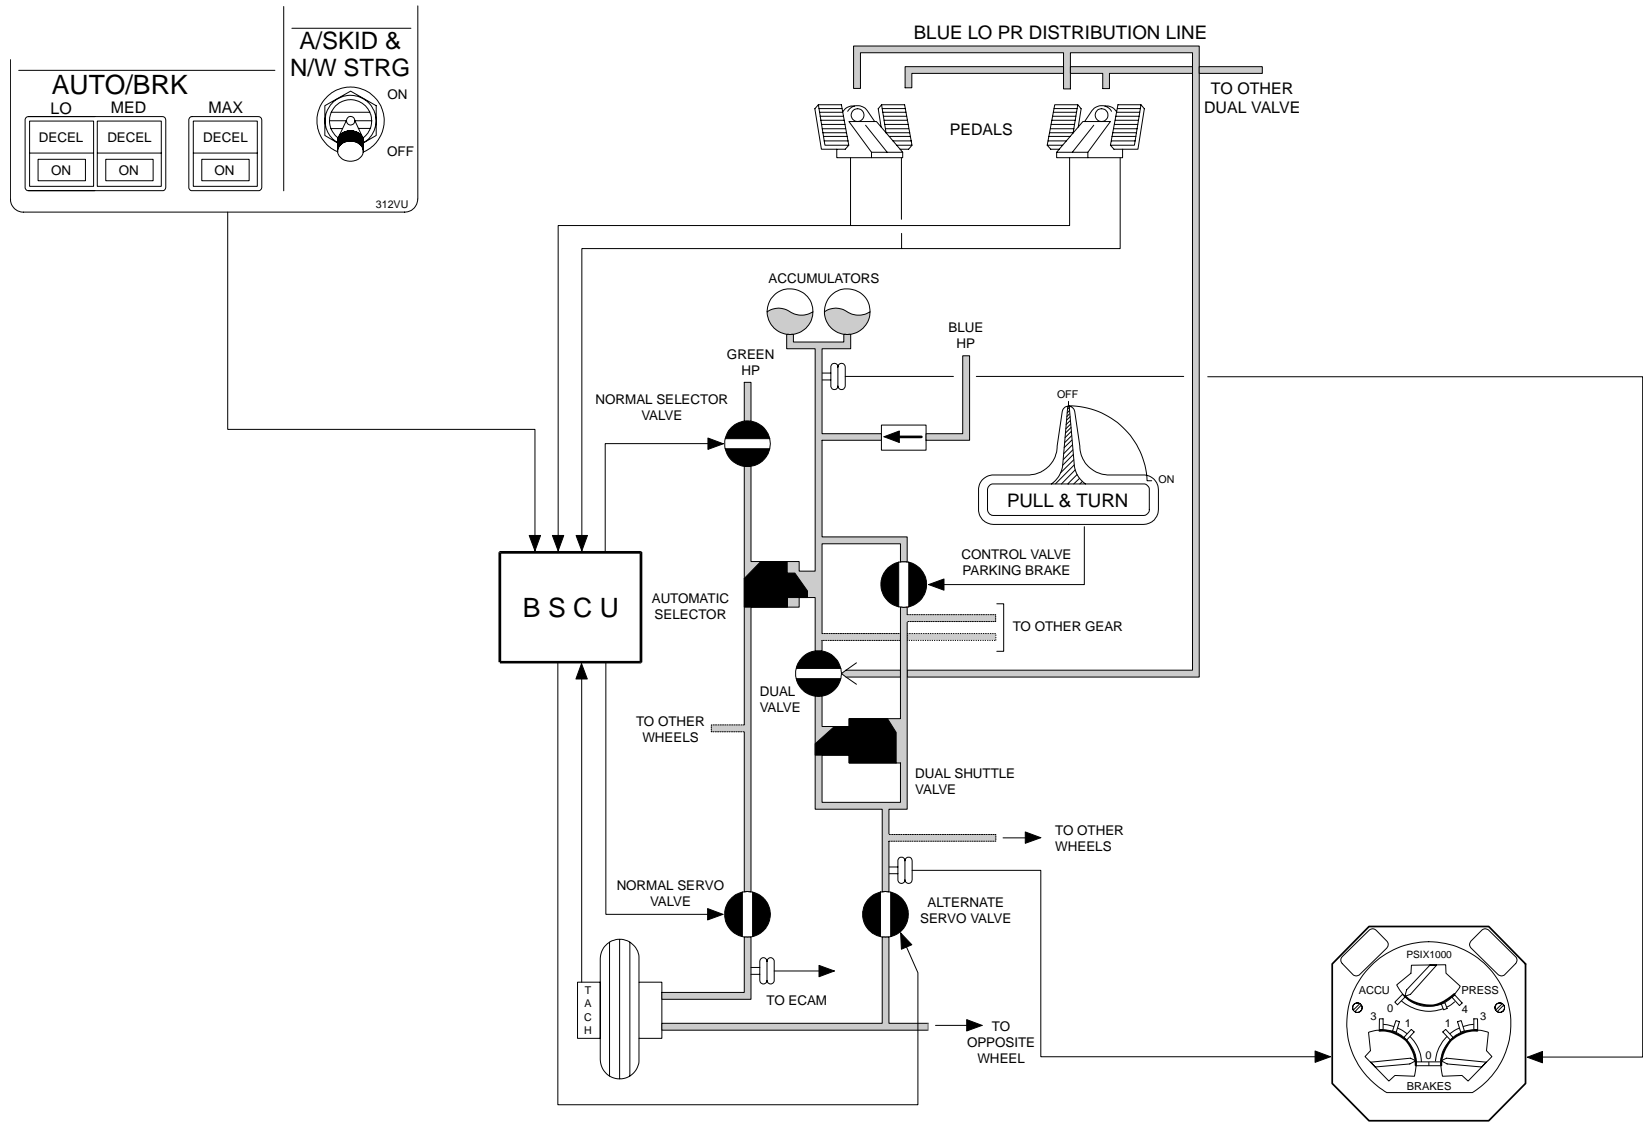 A/SKID &
N/W STRG
ON
OFF
AUTO/BRK
LO
MED
MAX
DECEL
DECEL
DECEL
ON
ON
ON
312VU
BLUE LO PR DISTRIBUTION LINE
TO OTHER
DUAL VALVE
PEDALS
ACCUMULATORS
BLUE
HP
GREEN
HP
NORMAL SELECTOR
VALVE
OFF
ON
PULL & TURN
CONTROL VALVE
PARKING BRAKE
BSCU
AUTOMATIC
SELECTOR
TO OTHER GEAR
DUAL
VALVE
TO OTHER
WHEELS
DUAL SHUTTLE
VALVE
TO OTHER
WHEELS
NORMAL SERVO
VALVE
ALTERNATE
SERVO VALVE
TACH
TO ECAM
TO
OPPOSITE
WHEEL
PSIX1000
ACCU
PRESS
0
4
3
1
1
3
0
BRAKES